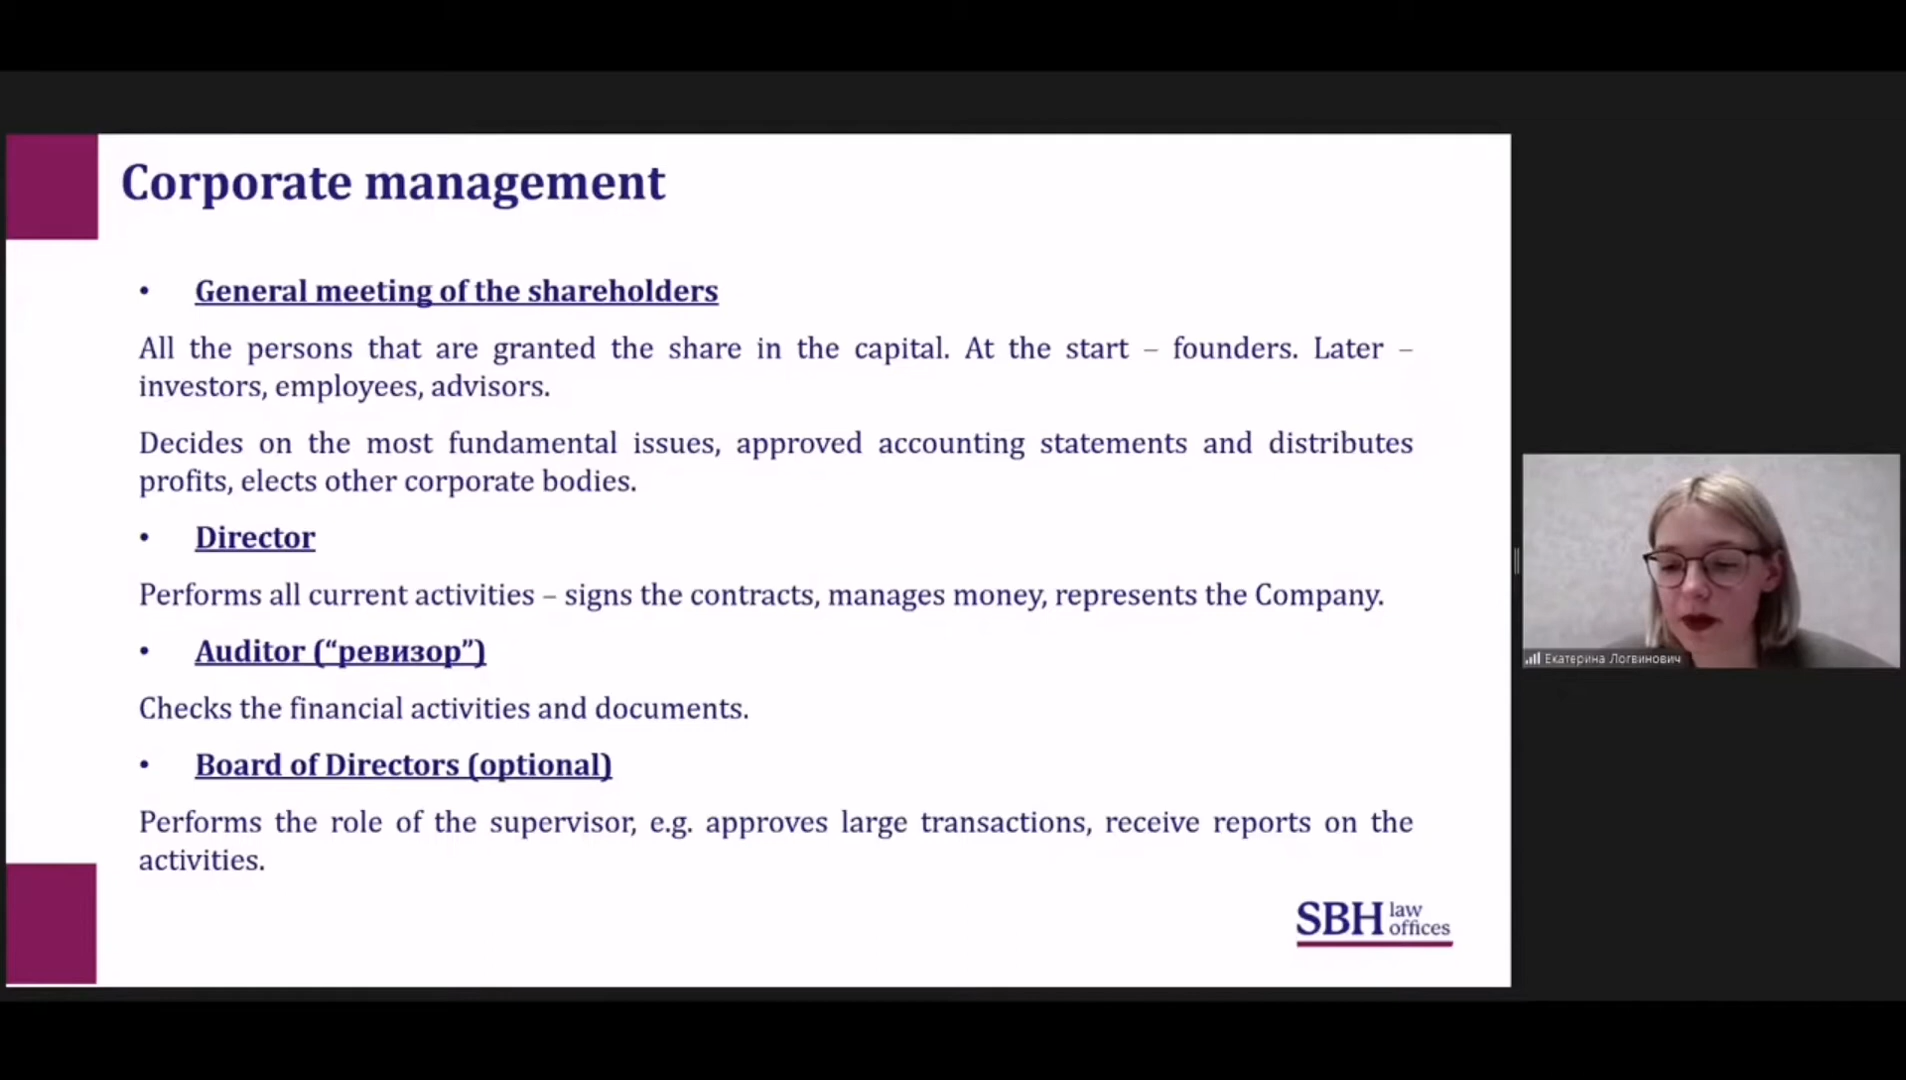 Corporate management
• General meeting of the shareholders
All the persons that are granted the share in the capital. At the start – founders. Later –
investors, employees, advisors.
Decides on the most fundamental issues, approved accounting statements and distributes
profits, elects other corporate bodies.
• Director
Performs all current activities – signs the contracts, manages money, represents the Company.
• Auditor (“ревизор”)
Checks the financial activities and documents.
• Board of Directors (optional)
Performs the role of the supervisor, e.g. approves large transactions, receive reports on the
activities.
SBH law
offices
Екатерина Логвинович